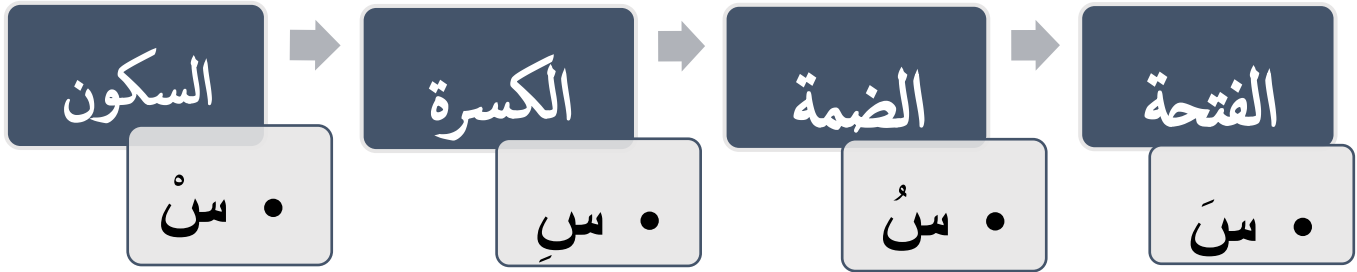 الفتحة
• سَ
الضمة
• سُ
الكسرة
• سِ
السكون
• سْ